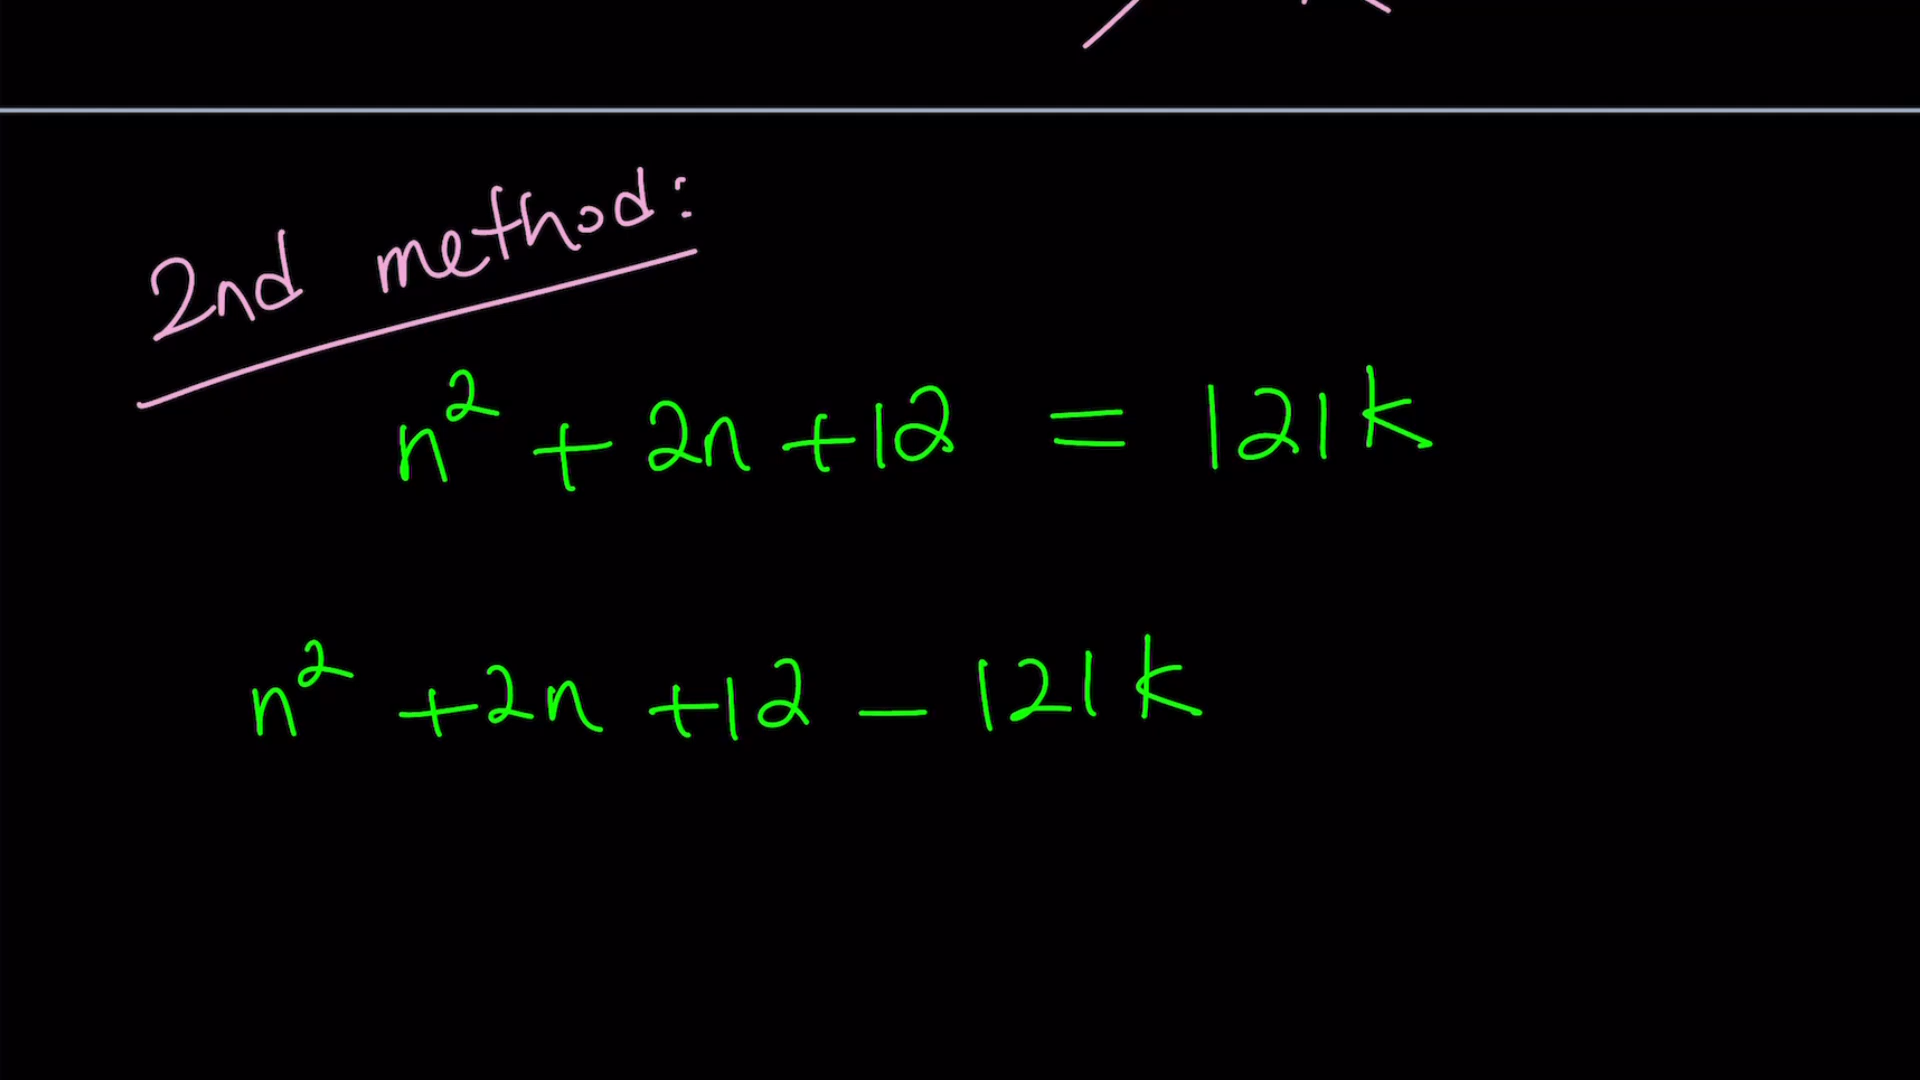 2nd method:
n² + 2n + 12 = 121k
n² + 2n + 12 − 121k